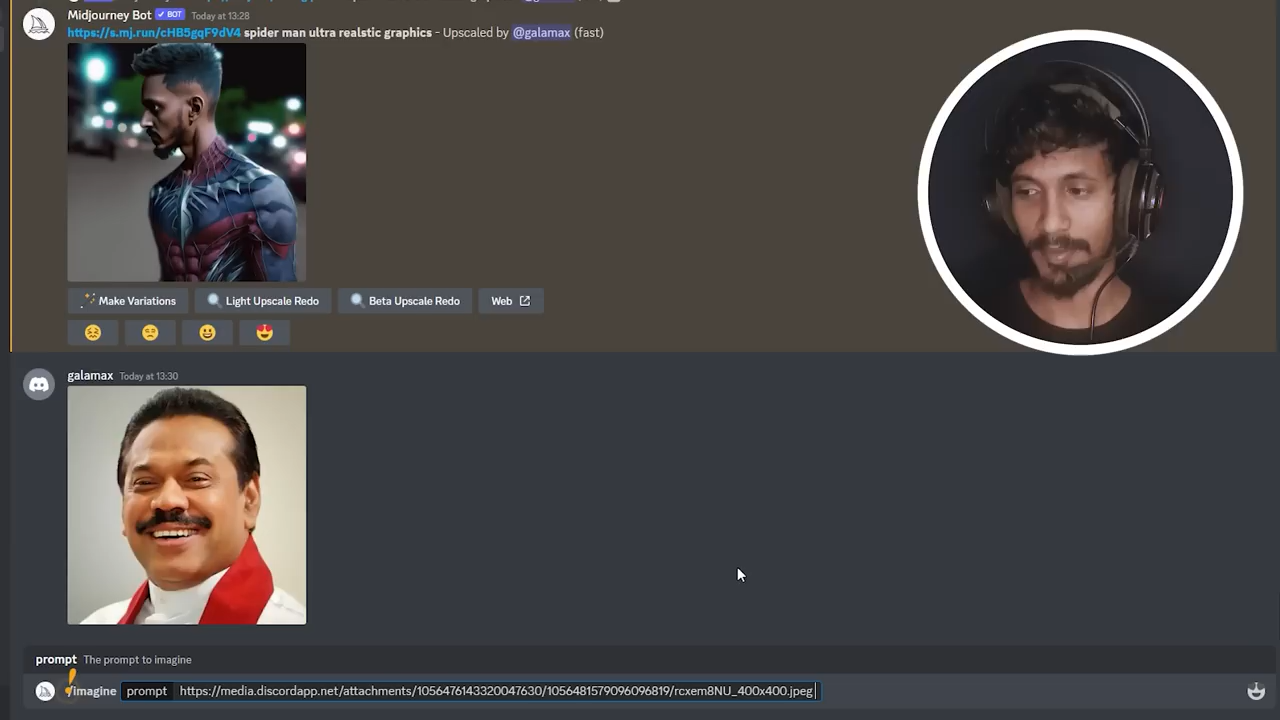 Midjourney Bot ✔ BOT Today at 13:28
https://s.mj.run/cHB5gqF9dV4 spider man ultra realstic graphics - Upscaled by @galamax (fast)
Make Variations Light Upscale Redo Beta Upscale Redo Web
galamax Today at 13:30
prompt The prompt to imagine
/imagine prompt https://media.discordapp.net/attachments/1056476143320047630/1056481579096096819/rcxem8NU_400x400.jpeg